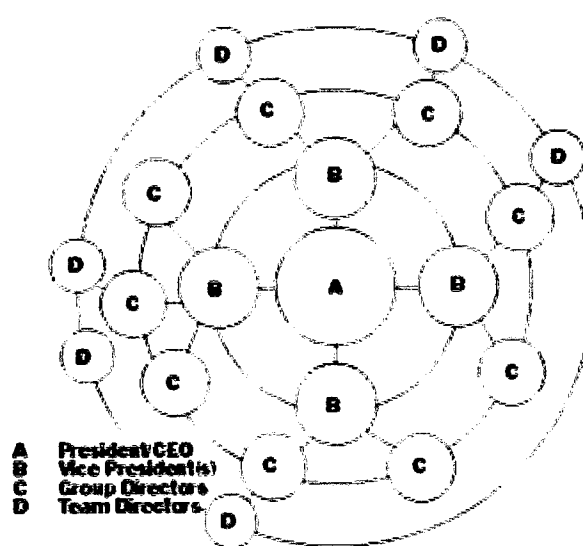 D
D
C
C
D
B
C
C
D
B
A
B
C
D
C
C
B
A President/CEO
B Vice President(s)
C Group Directors
D Team Directors
C
C
D